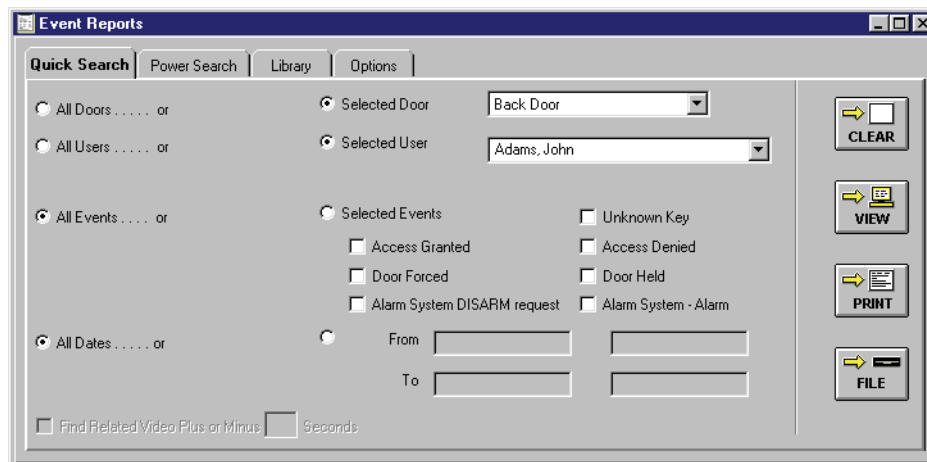 Event Reports
Quick Search Power Search Library Options
All Doors . . . . . or Selected Door Back Door
CLEAR
All Users . . . . . or Selected User Adams, John
All Events . . . . or Selected Events Unknown Key
VIEW
Access Granted Access Denied
Door Forced Door Held
PRINT
Alarm System DISARM request Alarm System - Alarm
All Dates . . . . . or From
To
FILE
Find Related Video Plus or Minus Seconds